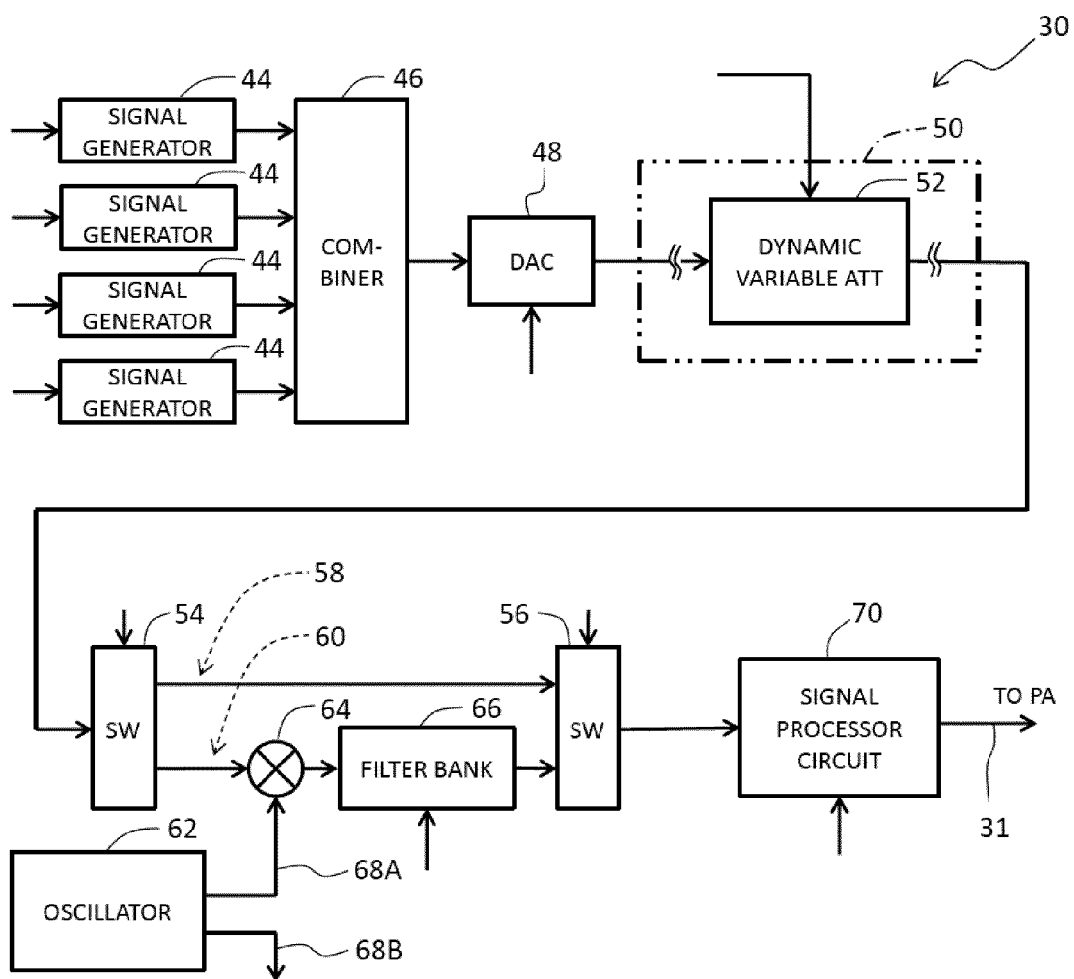 30
44
SIGNAL
GENERATOR
44
SIGNAL
GENERATOR
44
SIGNAL
GENERATOR
44
SIGNAL
GENERATOR
46
COM-
BINER
48
DAC
50
52
DYNAMIC
VARIABLE ATT
58
54
60
SW
64
66
FILTER BANK
56
SW
70
SIGNAL
PROCESSOR
CIRCUIT
TO PA
31
62
OSCILLATOR
68A
68B